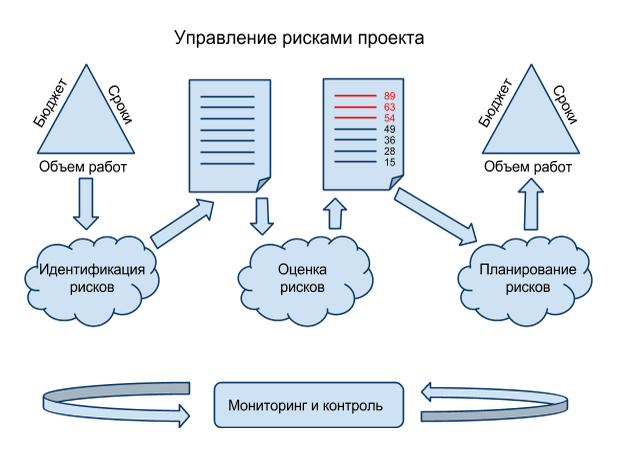 Управление рисками проекта
Бюджет
Сроки
Объем работ
89
63
54
49
36
28
15
Бюджет
Сроки
Объем работ
Идентификация
рисков
Оценка
рисков
Планирование
рисков
Мониторинг и контроль